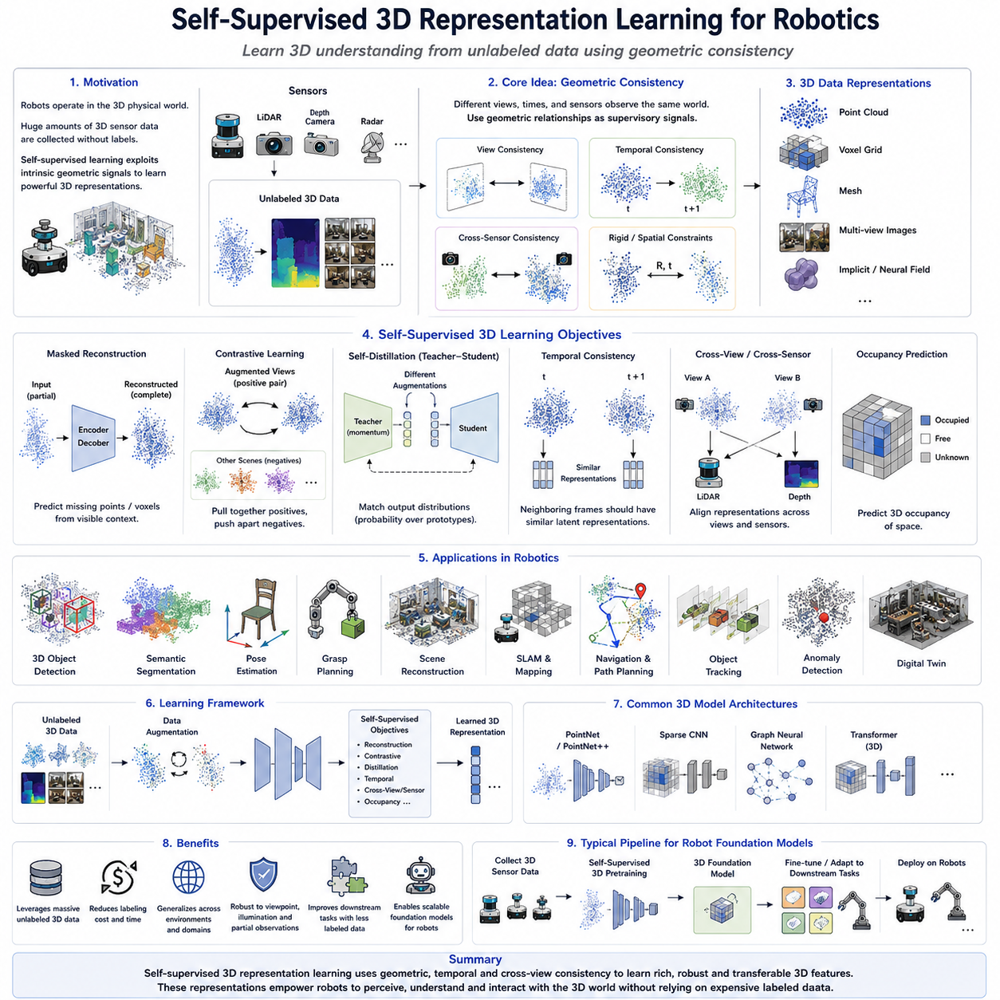 Self-Supervised 3D Representation Learning for Robotics
Learn 3D understanding from unlabeled data using geometric consistency
1. Motivation
Robots operate in the 3D physical world.
Huge amounts of 3D sensor data
are collected without labels.
Self-supervised learning exploits
intrinsic geometric signals to learn
powerful 3D representations.
Sensors
LiDAR
Depth
Camera
Radar
...
Unlabeled 3D Data
...
2. Core Idea: Geometric Consistency
Different views, times, and sensors observe the same world.
Use geometric relationships as supervisory signals.
View Consistency
Temporal Consistency
t
t+1
Cross-Sensor Consistency
Rigid / Spatial Constraints
R, t
3. 3D Data Representations
Point Cloud
Voxel Grid
Mesh
Multi-view Images
Implicit / Neural Field
...
4. Self-Supervised 3D Learning Objectives
Masked Reconstruction
Input
(partial)
Reconstructed
(complete)
Encoder
Decober
Predict missing points / voxels
from visible context.
Contrastive Learning
Augmented Views
(positive pair)
Other Scenes (negatives)
...
Pull together positives,
push apart negatives.
Self-Distillation (Teacher–Student)
Different
Augmentations
Teacher
(momentum)
Student
Match output distributions
(probability over prototypes).
Temporal Consistency
t
t+1
Similar
Representations
Neighboring frames should have
similar latent representations.
Cross-View / Cross-Sensor
View A
View B
LiDAR
Depth
Align representations across
views and sensors.
Occupancy Prediction
Occupied
Free
Unknown
Predict 3D occupancy
of space.
5. Applications in Robotics
3D Object
Detection
Semantic
Segmentation
Pose
Estimation
Grasp
Planning
Scene
Reconstruction
SLAM &
Mapping
Navigation &
Path Planning
Object
Tracking
Anomaly
Detection
Digital Twin
6. Learning Framework
Unlabeled
3D Data
...
Data
Augmentation
Self-Supervised
Objectives
• Reconstruction
• Contrastive
• Distillation
• Temporal
• Cross-View/Sensor
• Occupancy ...
Learned 3D
Representation
...
7. Common 3D Model Architectures
PointNet
/ PointNet++
Sparse CNN
Graph Neural
Network
Transformer
(3D)
...
8. Benefits
Leverages massive
unlabeled 3D data
Reduces labeling
cost and time
Generalizes across
environments
and domains
Robust to viewpoint,
illumination and
partial observations
Improves downstream
tasks with less
labeled data
Enables scalable
foundation models
for robots
9. Typical Pipeline for Robot Foundation Models
Collect 3D
Sensor Data
Self-Supervised
3D Pretraining
3D Foundation
Model
Fine-tune / Adapt to
Downstream Tasks
Deploy on Robots
...
Summary
Self-supervised 3D representation learning uses geometric, temporal and cross-view consistency to learn rich, robust and transferable 3D features.
These representations empower robots to perceive, understand and interact with the 3D world without relying on expensive labeled daata.